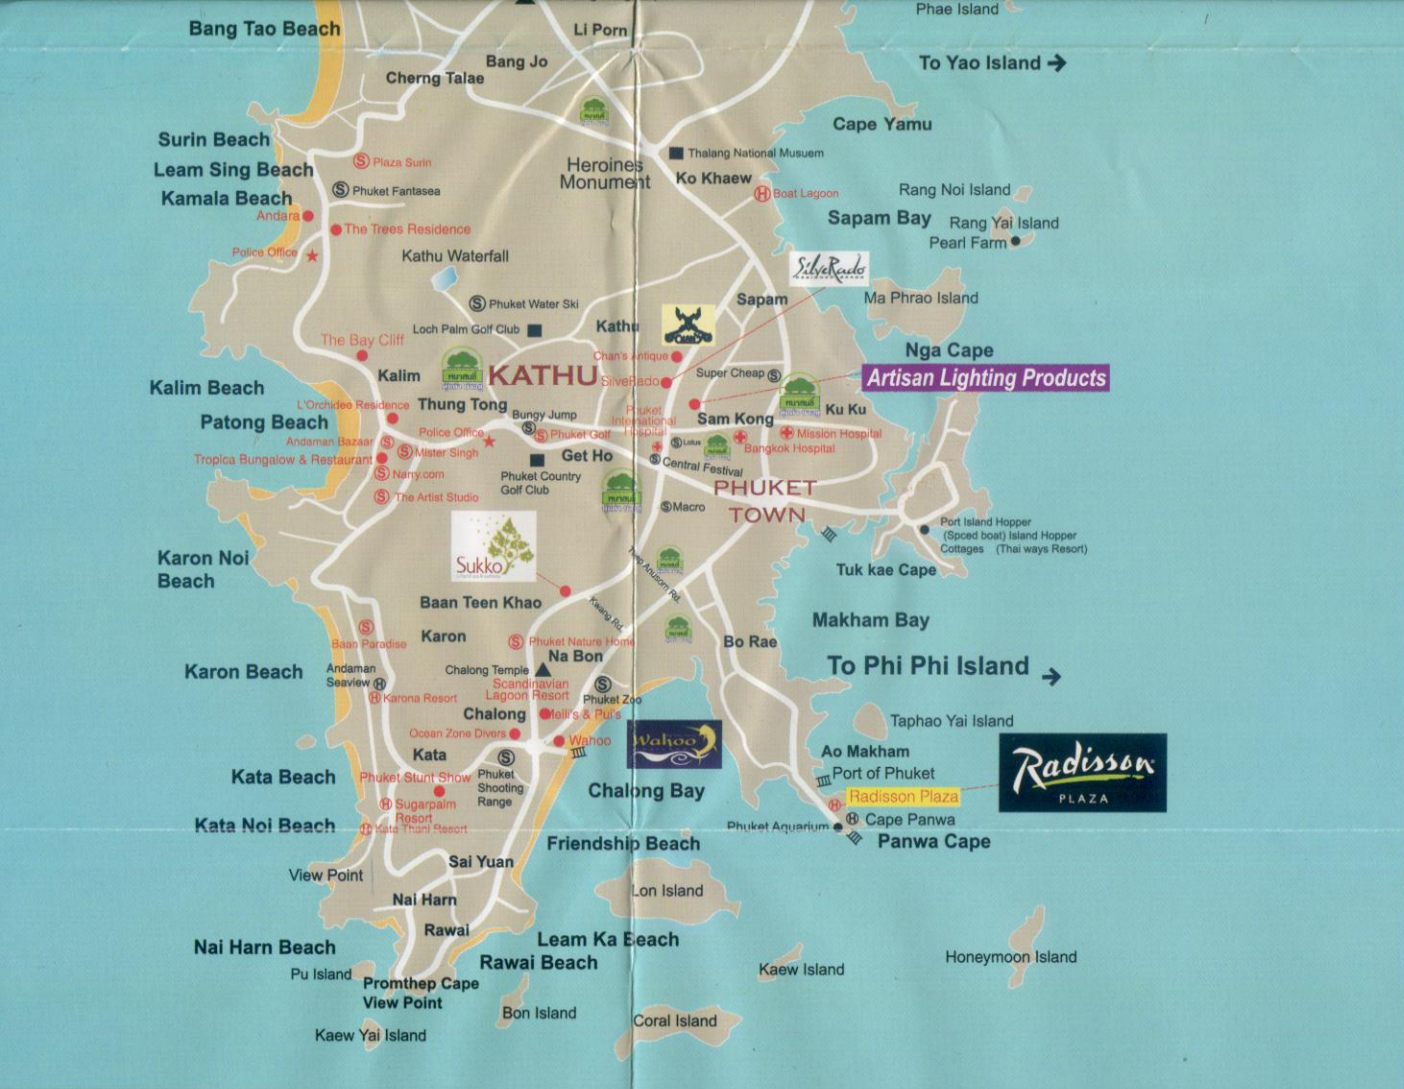 Phae Island
Bang Tao Beach
Li Porn
Bang Jo
To Yao Island
Cherng Talae
Cape Yamu
Surin Beach
Plaza Surin
Heroines
Monument
Thalang National Musuem
Leam Sing Beach
Ko Khaew
Phuket Fantasea
Boat Lagoon
Rang Noi Island
Kamala Beach
Andara
The Trees Residence
Sapam Bay
Rang Yai Island
Pearl Farm
Police Office
Kathu Waterfall
SilveRado
Phuket Water Ski
Sapam
Ma Phrao Island
Loch Palm Golf Club
Kathu
The Bay Cliff
Chan's Antique
Nga Cape
Kalim
KATHU
SilveRado
Super Cheap
Artisan Lighting Products
Kalim Beach
L'Orchidee Residence
Thung Tong
Bungy Jump
Phuket
International
Hospital
Sam Kong
Ku Ku
Patong Beach
Police Office
Phuket Golf
Mission Hospital
Andaman Bazaar
Mister Singh
Get Ho
Lotus
Bangkok Hospital
Tropica Bungalow & Restaurant
Narry.com
Phuket Country
Golf Club
Central Festival
The Artist Studio
PHUKET
TOWN
Macro
Port Island Hopper
(Spced boat) Island Hopper
Cottages (Thai ways Resort)
Sukko
Karon Noi
Beach
Thep Anusorn Rd.
Tuk kae Cape
Baan Teen Khao
Kwang Rd.
Makham Bay
Baan Paradise
Karon
Phuket Nature Home
Bo Rae
Na Bon
To Phi Phi Island
Karon Beach
Andaman
Seaview
Chalong Temple
Scandinavian
Lagoon Resort
Karona Resort
Phuket Zoo
Chalong
Melli's & Pui's
Taphao Yai Island
Ocean Zone Divers
Wahoo
Wahoo
Ao Makham
Radisson
PLAZA
Kata
Kata Beach
Phuket Stunt Show
Phuket
Shooting
Range
Port of Phuket
Chalong Bay
Radisson Plaza
Sugarpalm
Resort
Cape Panwa
Kata Noi Beach
Kata Thani Resort
Phuket Aquarium
Panwa Cape
Friendship Beach
Sai Yuan
View Point
Lon Island
Nai Harn
Rawai
Nai Harn Beach
Leam Ka Beach
Rawai Beach
Honeymoon Island
Pu Island
Kaew Island
Promthep Cape
View Point
Bon Island
Coral Island
Kaew Yai Island